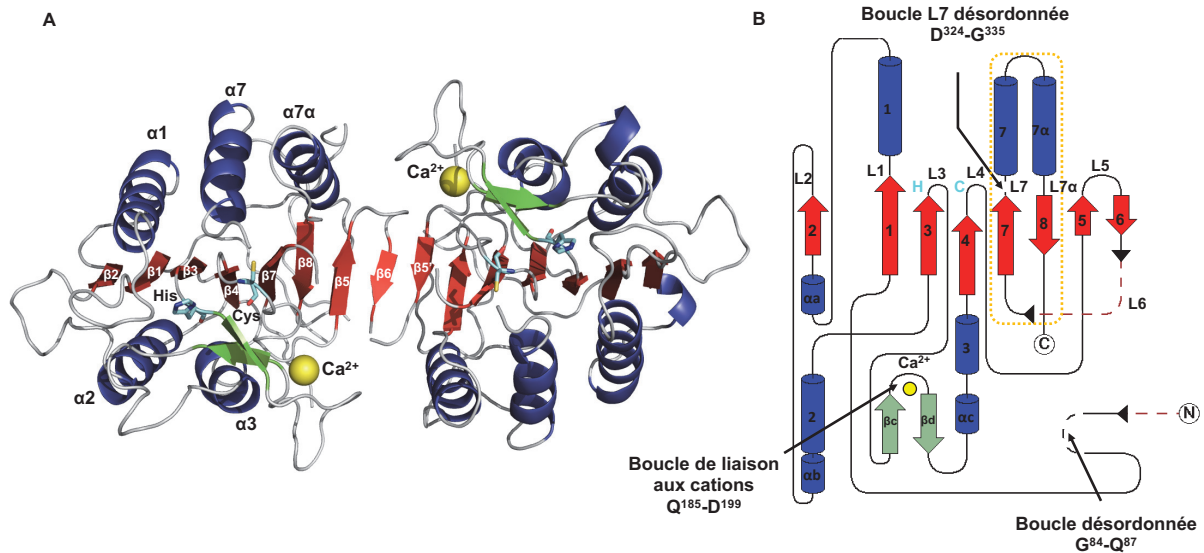 A
α1
α7
α7α
Ca²⁺
β2
β1
β3
β4
β7
β8
β5
β6
β5'
His
Cys
Ca²⁺
α2
α3
B
Boucle L7 désordonnée
D³²⁴-G³³⁵
1
7
7α
L2
L1
H
L3
C
L4
L7
L7α
L5
2
1
3
4
7
8
5
6
αa
L6
C
3
Ca²⁺
βc
βd
αc
2
αb
N
Boucle de liaison
aux cations
Q¹⁸⁵-D¹⁹⁹
Boucle désordonnée
G⁸⁴-Q⁸⁷